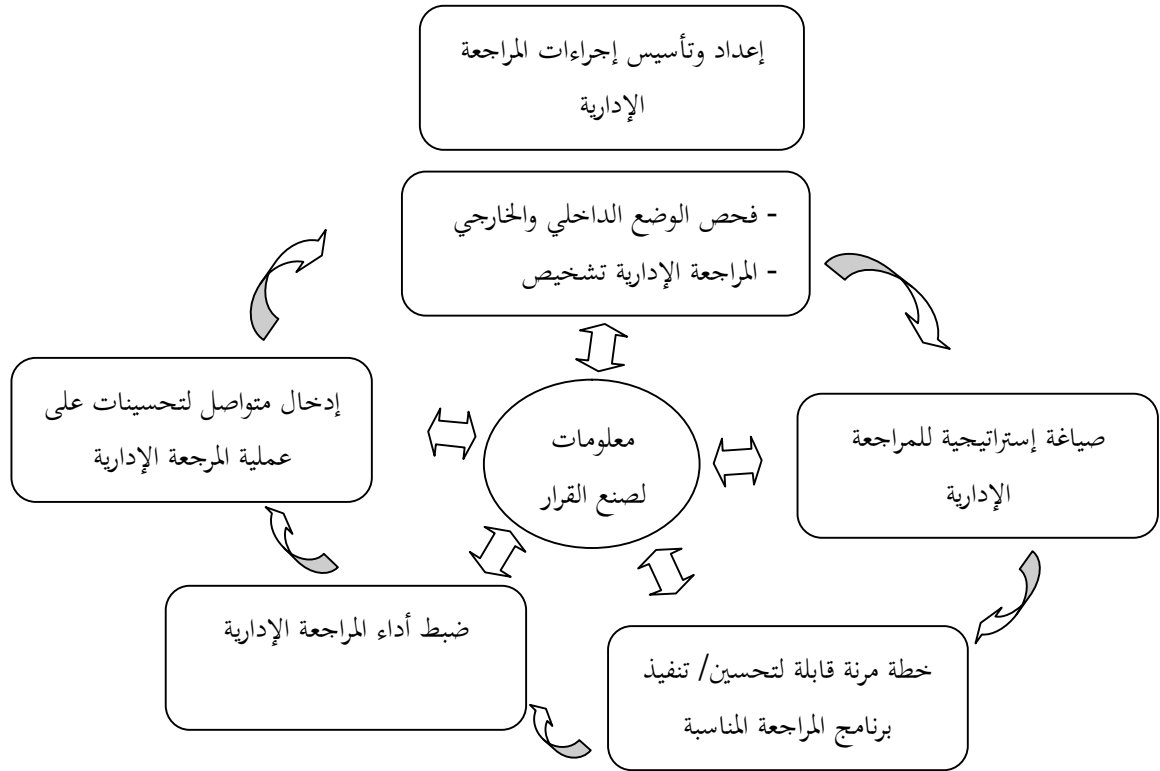 إعداد وتأسيس إجراءات المراجعة
الإدارية
- فحص الوضع الداخلي والخارجي
- المراجعة الإدارية تشخيص
إدخال متواصل لتحسينات على
عملية المرجعة الإدارية
معلومات
لصنع القرار
صياغة إستراتيجية للمراجعة
الإدارية
ضبط أداء المراجعة الإدارية
خطة مرنة قابلة لتحسين/ تنفيذ
برنامج المراجعة المناسبة